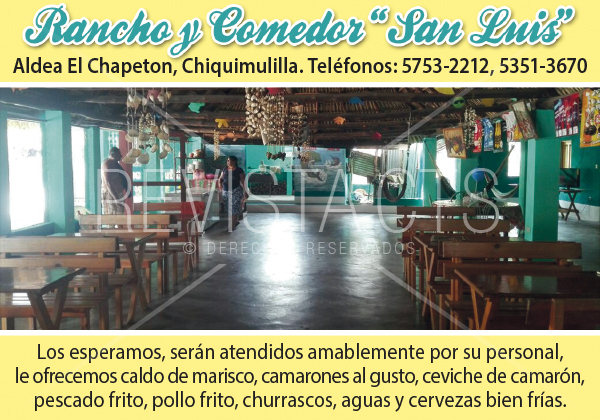 Rancho y Comedor “San Luis”
Aldea El Chapeton, Chiquimulilla. Teléfonos: 5753-2212, 5351-3670
REVISTACTS
© DERECHOS RESERVADOS
Los esperamos, serán atendidos amablemente por su personal,
le ofrecemos caldo de marisco, camarones al gusto, ceviche de camarón,
pescado frito, pollo frito, churrascos, aguas y cervezas bien frías.